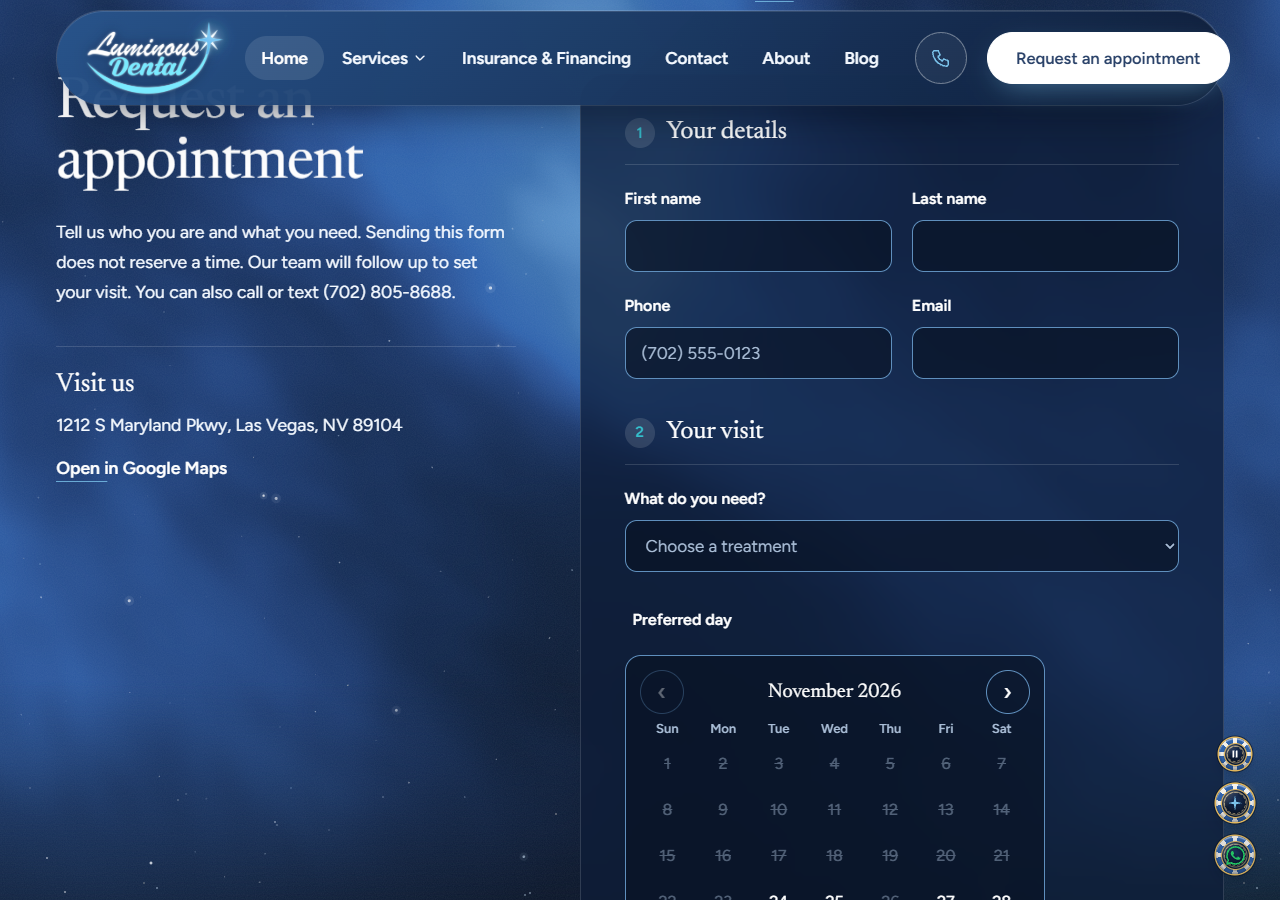 Luminous
Dental
Home
Services
Insurance & Financing
Contact
About
Blog
Request an appointment
Request an
appointment
Tell us who you are and what you need. Sending this form
does not reserve a time. Our team will follow up to set
your visit. You can also call or text (702) 805-8688.
Visit us
1212 S Maryland Pkwy, Las Vegas, NV 89104
Open in Google Maps
1 Your details
First name
Last name
Phone
Email
(702) 555-0123
2 Your visit
What do you need?
Choose a treatment
Preferred day
‹ November 2026 ›
Sun Mon Tue Wed Thu Fri Sat
1 2 3 4 5 6 7
8 9 10 11 12 13 14
15 16 17 18 19 20 21
22 23 24 25 26 27 28